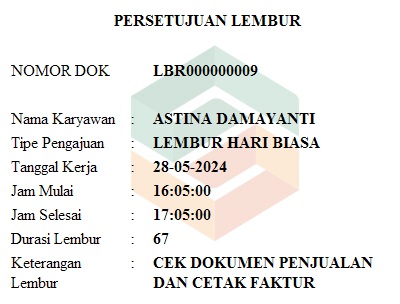 PERSETUJUAN LEMBUR
NOMOR DOK LBR000000009
Nama Karyawan : ASTINA DAMAYANTI
Tipe Pengajuan : LEMBUR HARI BIASA
Tanggal Kerja : 28-05-2024
Jam Mulai : 16:05:00
Jam Selesai : 17:05:00
Durasi Lembur : 67
Keterangan : CEK DOKUMEN PENJUALAN
Lembur DAN CETAK FAKTUR